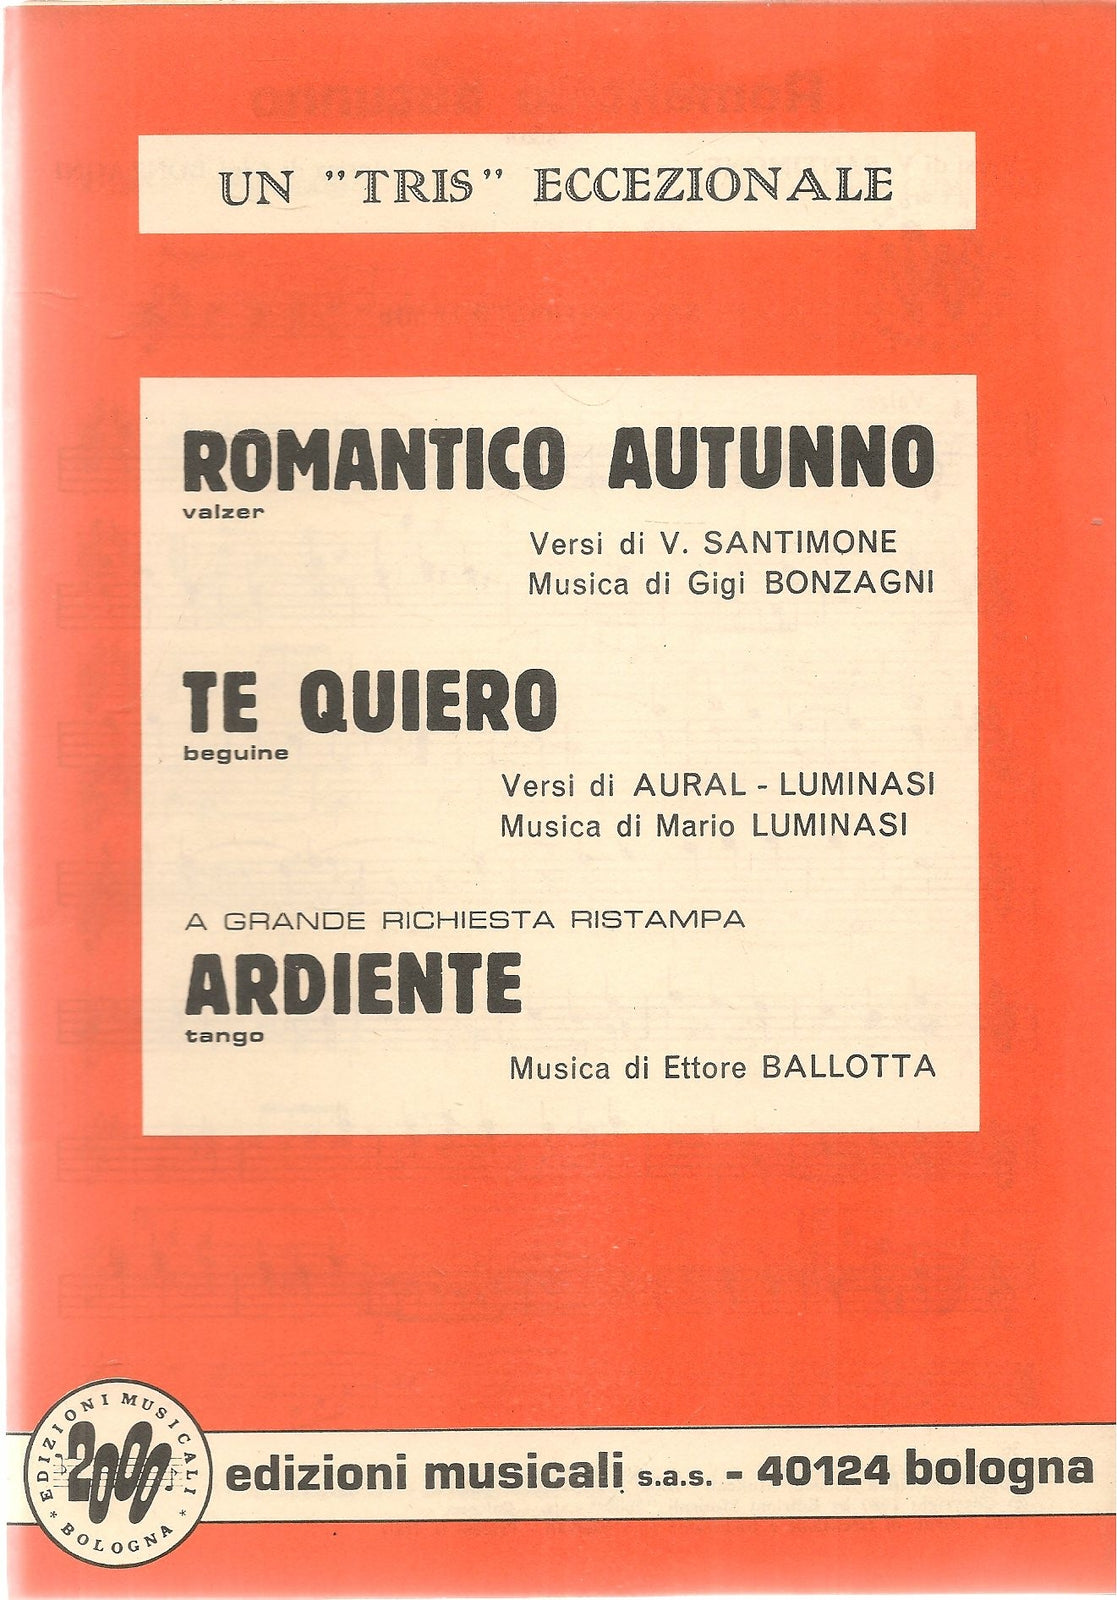 UN "TRIS" ECCEZIONALE
ROMANTICO AUTUNNO
valzer
Versi di V. SANTIMONE
Musica di Gigi BONZAGNI
TE QUIERO
beguine
Versi di AURAL - LUMINASI
Musica di Mario LUMINASI
A GRANDE RICHIESTA RISTAMPA
ARDIENTE
tango
Musica di Ettore BALLOTTA
EDIZIONI MUSICALI
2000
* BOLOGNA *
edizioni musicali s.a.s. - 40124 bologna